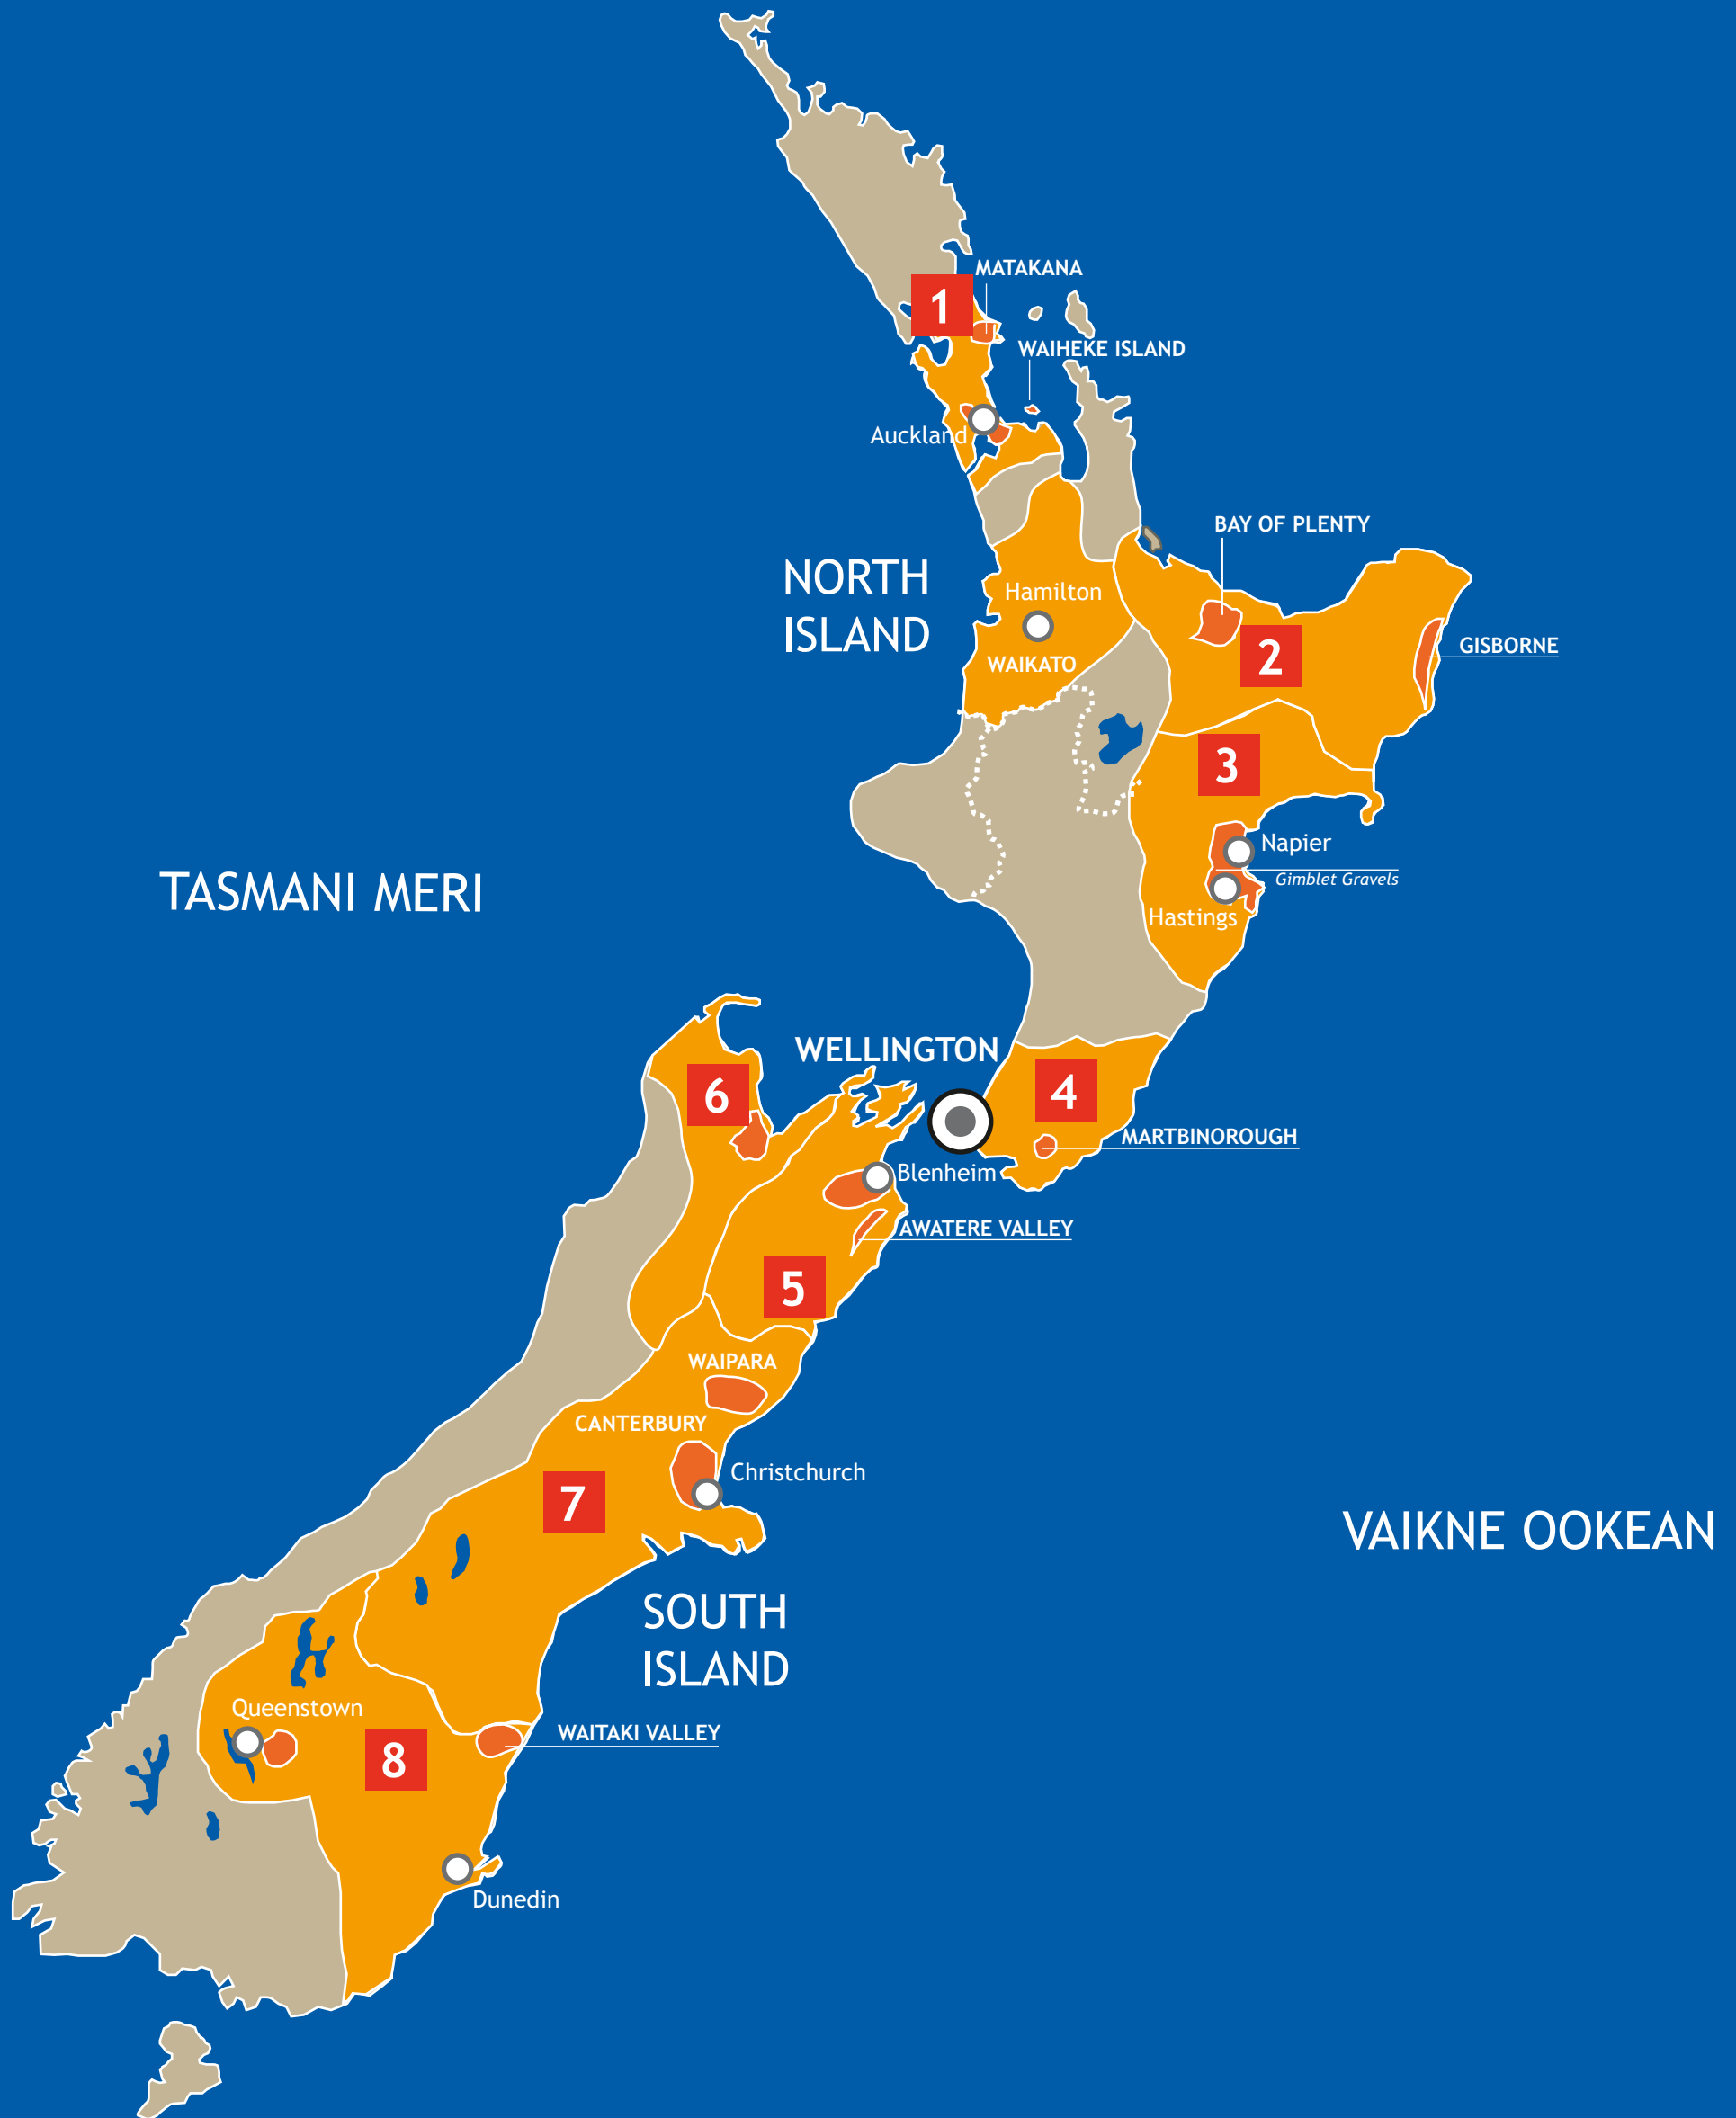 MATAKANA
1
WAIHEKE ISLAND
Auckland
BAY OF PLENTY
NORTH
ISLAND
Hamilton
GISBORNE
2
WAIKATO
3
Napier
Gimblet Gravels
TASMANI MERI
Hastings
WELLINGTON
6
4
MARTBINOROUGH
Blenheim
AWATERE VALLEY
5
WAIPARA
CANTERBURY
Christchurch
7
VAIKNE OOKEAN
SOUTH
ISLAND
Queenstown
WAITAKI VALLEY
8
Dunedin